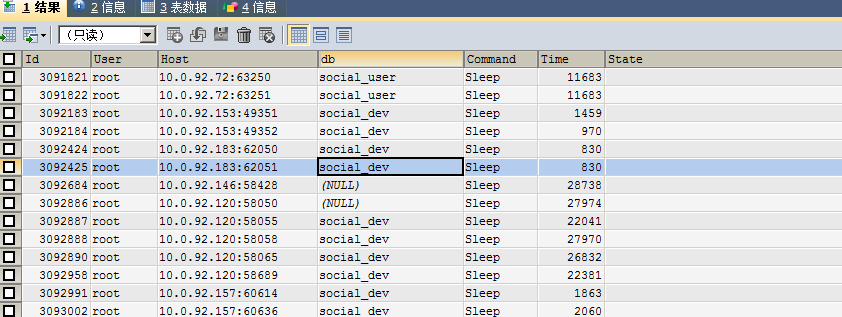 1 结果 2 信息 3 表数据 4 信息
（只读）
Id User Host db Command Time State
3091821 root 10.0.92.72:63250 social_user Sleep 11683
3091822 root 10.0.92.72:63251 social_user Sleep 11683
3092183 root 10.0.92.153:49351 social_dev Sleep 1459
3092184 root 10.0.92.153:49352 social_dev Sleep 970
3092424 root 10.0.92.183:62050 social_dev Sleep 830
3092425 root 10.0.92.183:62051 social_dev Sleep 830
3092684 root 10.0.92.146:58428 (NULL) Sleep 28738
3092886 root 10.0.92.120:58050 (NULL) Sleep 27974
3092887 root 10.0.92.120:58055 social_dev Sleep 22041
3092888 root 10.0.92.120:58058 social_dev Sleep 27970
3092890 root 10.0.92.120:58065 social_dev Sleep 26832
3092958 root 10.0.92.120:58689 social_dev Sleep 22381
3092991 root 10.0.92.157:60614 social_dev Sleep 1863
3093002 root 10.0.92.157:60636 social_dev Sleep 2060